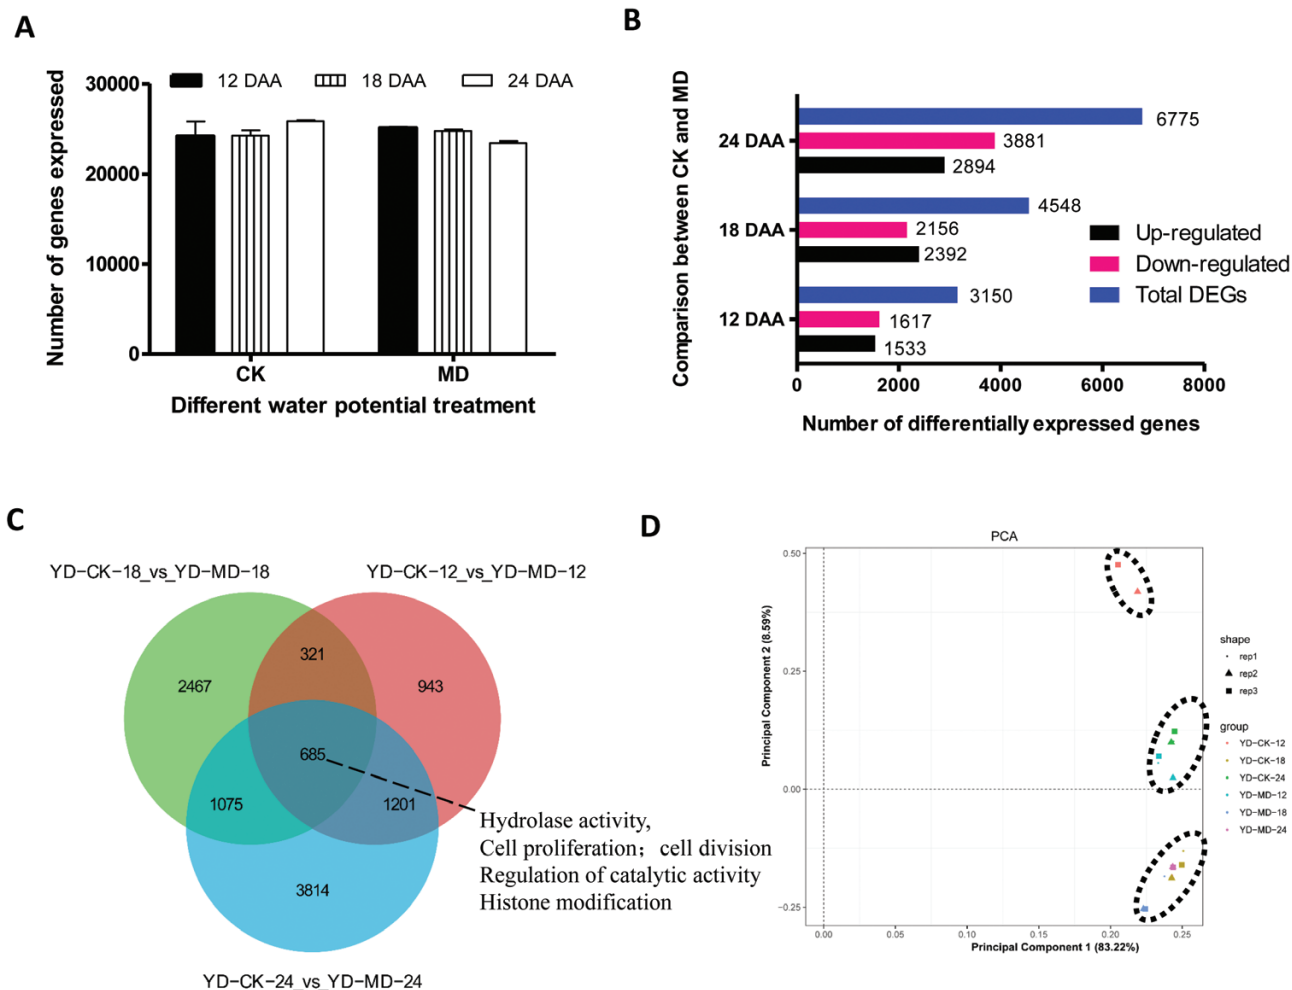 A
30000
20000
10000
0
Number of genes expressed
12 DAA
18 DAA
24 DAA
CK
MD
Different water potential treatment
B
Comparison between CK and MD
24 DAA
18 DAA
12 DAA
6775
3881
2894
4548
2156
2392
3150
1617
1533
Up-regulated
Down-regulated
Total DEGs
0
2000
4000
6000
8000
Number of differentially expressed genes
C
YD-CK-18_vs_YD-MD-18
YD-CK-12_vs_YD-MD-12
321
2467
943
685
1075
1201
3814
Hydrolase activity,
Cell proliferation; cell division
Regulation of catalytic activity
Histone modification
YD-CK-24_vs_YD-MD-24
D
PCA
0.50
0.25
0.00
-0.25
Principal Component 2 (8.59%)
0.00
0.05
0.10
0.15
0.20
0.25
Principal Component 1 (83.22%)
shape
rep1
rep2
rep3
group
YD-CK-12
YD-CK-18
YD-CK-24
YD-MD-12
YD-MD-18
YD-MD-24